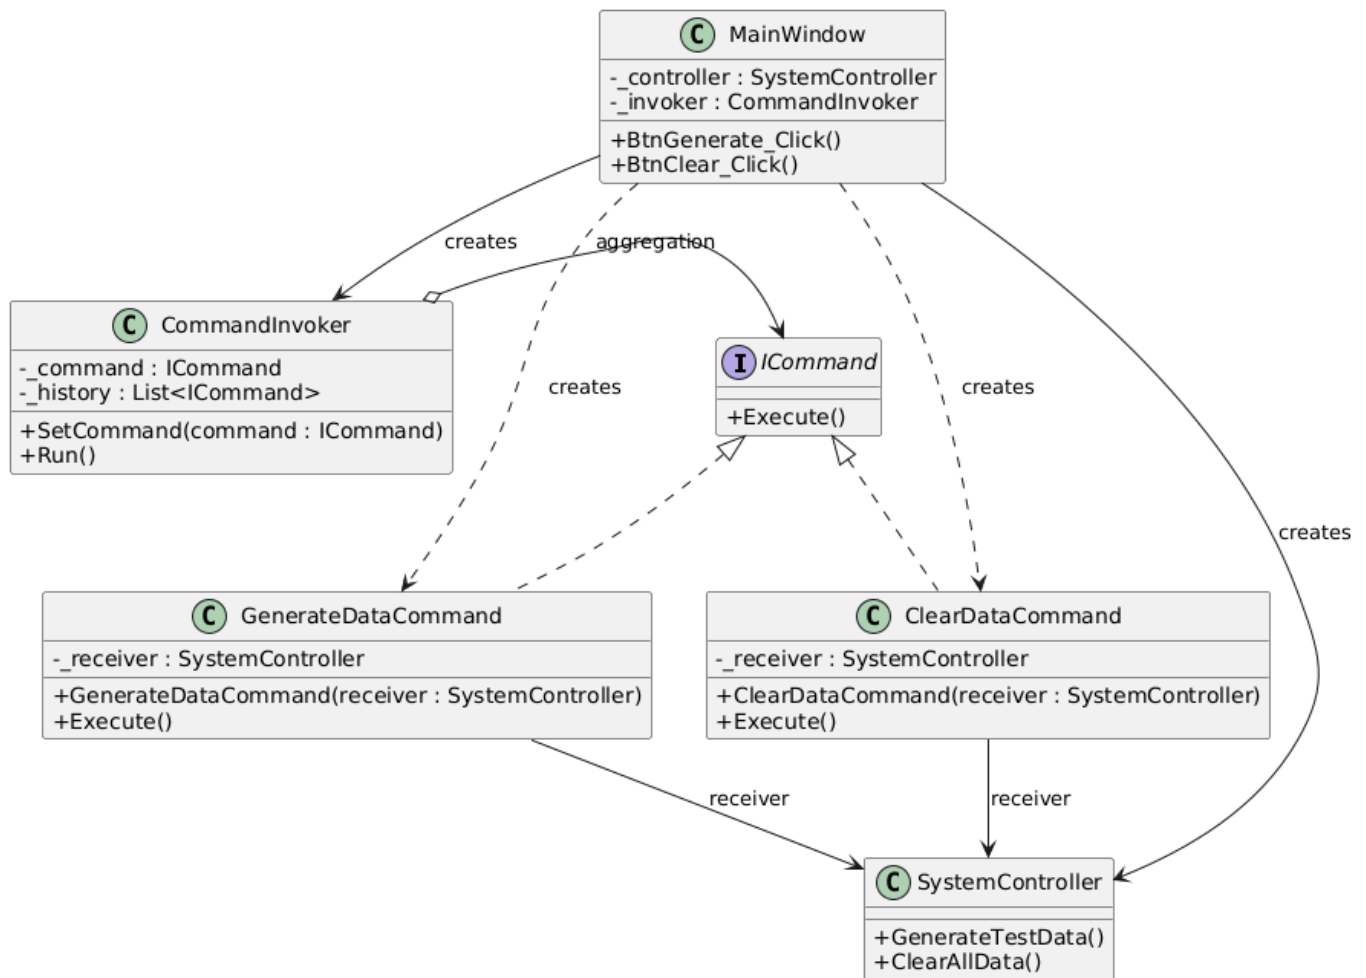 C MainWindow
-_controller : SystemController
-_invoker : CommandInvoker
+BtnGenerate_Click()
+BtnClear_Click()
creates
aggregation
C CommandInvoker
-_command : ICommand
-_history : List<ICommand>
+SetCommand(command : ICommand)
+Run()
I ICommand
+Execute()
creates
creates
creates
C GenerateDataCommand
-_receiver : SystemController
+GenerateDataCommand(receiver : SystemController)
+Execute()
C ClearDataCommand
-_receiver : SystemController
+ClearDataCommand(receiver : SystemController)
+Execute()
receiver
receiver
C SystemController
+GenerateTestData()
+ClearAllData()